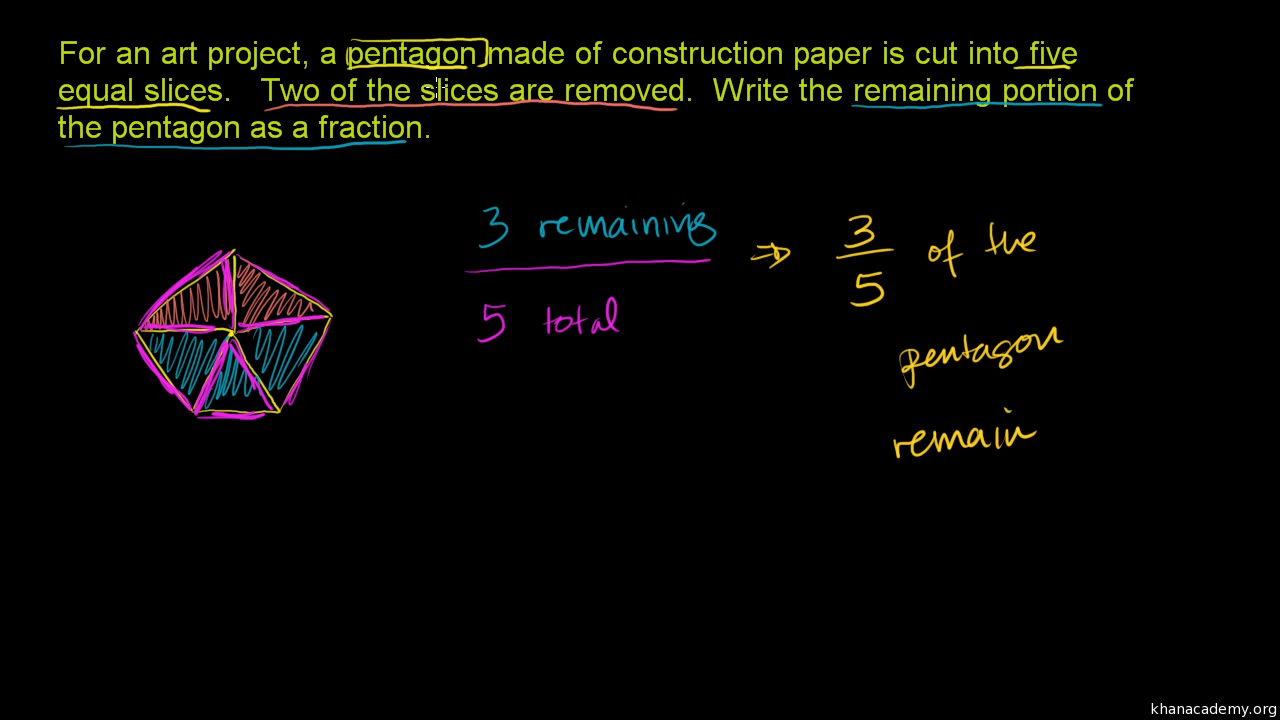 For an art project, a pentagon made of construction paper is cut into five
equal slices. Two of the slices are removed. Write the remaining portion of
the pentagon as a fraction.
3 remaining
5 total
⇒
3
5
of the
pentagon
remain
khanacademy.org